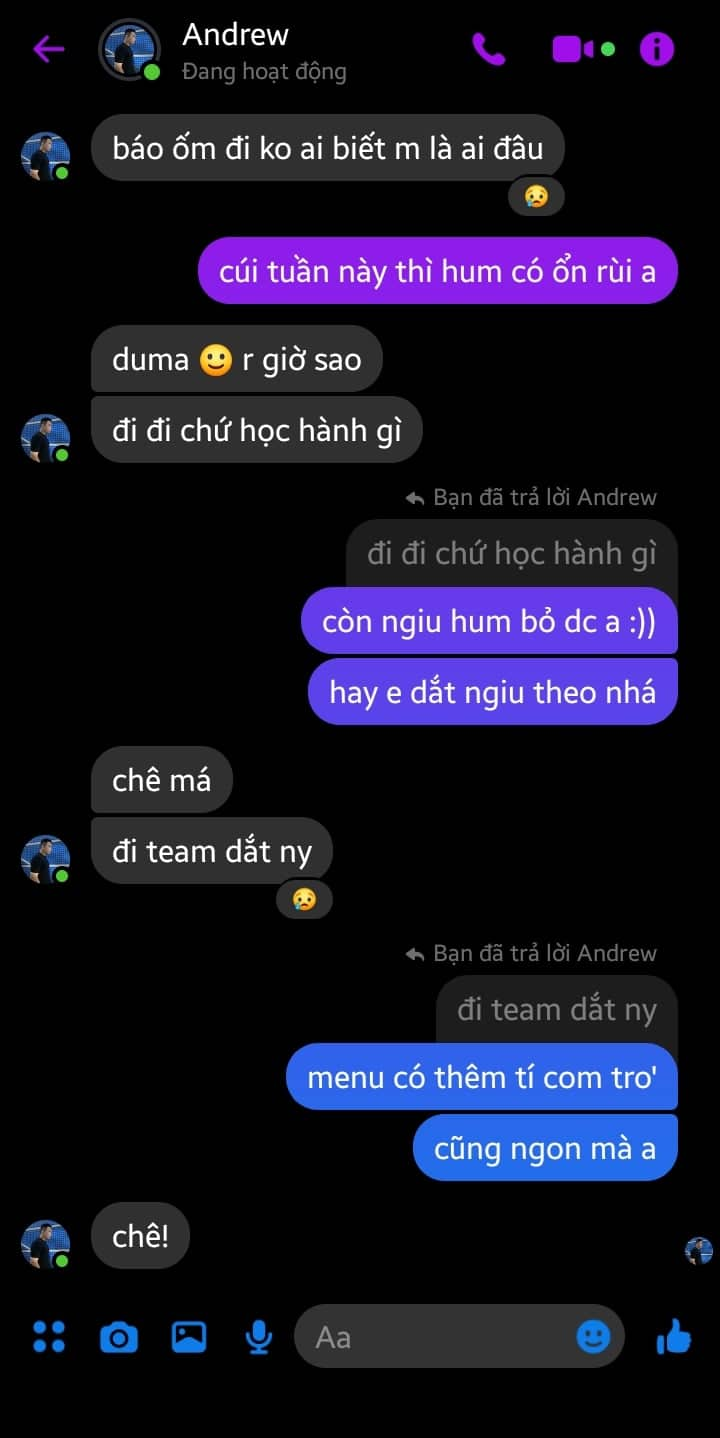 Andrew
Đang hoạt động
báo ốm đi ko ai biết m là ai đâu
😢
cúi tuần này thì hum có ổn rùi a
duma 🙂 r giờ sao
đi đi chứ học hành gì
Bạn đã trả lời Andrew
đi đi chứ học hành gì
còn ngiu hum bỏ dc a :))
hay e dắt ngiu theo nhá
chê má
đi team dắt ny
😢
Bạn đã trả lời Andrew
đi team dắt ny
menu có thêm tí com tro'
cũng ngon mà a
chê!
Aa